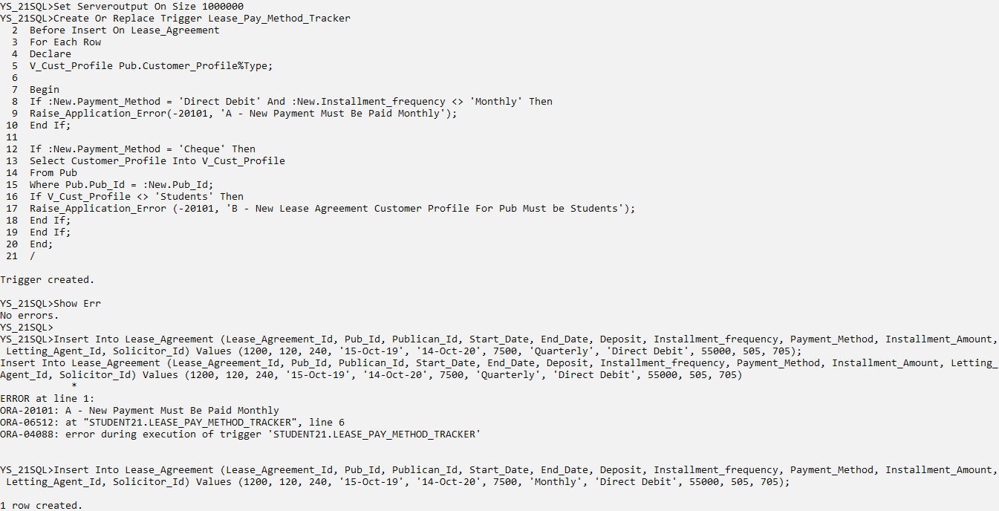 YS_21SQL>Set Serveroutput On Size 1000000
YS_21SQL>Create Or Replace Trigger Lease_Pay_Method_Tracker
2 Before Insert On Lease_Agreement
3 For Each Row
4 Declare
5 V_Cust_Profile Pub.Customer_Profile%Type;
6
7 Begin
8 If :New.Payment_Method = 'Direct Debit' And :New.Installment_frequency <> 'Monthly' Then
9 Raise_Application_Error(-20101, 'A - New Payment Must Be Paid Monthly');
10 End If;
11
12 If :New.Payment_Method = 'Cheque' Then
13 Select Customer_Profile Into V_Cust_Profile
14 From Pub
15 Where Pub.Pub_Id = :New.Pub_Id;
16 If V_Cust_Profile <> 'Students' Then
17 Raise_Application_Error (-20101, 'B - New Lease Agreement Customer Profile For Pub Must be Students');
18 End If;
19 End If;
20 End;
21 /
Trigger created.
YS_21SQL>Show Err
No errors.
YS_21SQL>
YS_21SQL>Insert Into Lease_Agreement (Lease_Agreement_Id, Pub_Id, Publican_Id, Start_Date, End_Date, Deposit, Installment_frequency, Payment_Method, Installment_Amount,
Letting_Agent_Id, Solicitor_Id) Values (1200, 120, 240, '15-Oct-19', '14-Oct-20', 7500, 'Quarterly', 'Direct Debit', 55000, 505, 705);
Insert Into Lease_Agreement (Lease_Agreement_Id, Pub_Id, Publican_Id, Start_Date, End_Date, Deposit, Installment_frequency, Payment_Method, Installment_Amount, Letting_
Agent_Id, Solicitor_Id) Values (1200, 120, 240, '15-Oct-19', '14-Oct-20', 7500, 'Quarterly', 'Direct Debit', 55000, 505, 705)
*
ERROR at line 1:
ORA-20101: A - New Payment Must Be Paid Monthly
ORA-06512: at "STUDENT21.LEASE_PAY_METHOD_TRACKER", line 6
ORA-04088: error during execution of trigger 'STUDENT21.LEASE_PAY_METHOD_TRACKER'
YS_21SQL>Insert Into Lease_Agreement (Lease_Agreement_Id, Pub_Id, Publican_Id, Start_Date, End_Date, Deposit, Installment_frequency, Payment_Method, Installment_Amount,
Letting_Agent_Id, Solicitor_Id) Values (1200, 120, 240, '15-Oct-19', '14-Oct-20', 7500, 'Monthly', 'Direct Debit', 55000, 505, 705);
1 row created.